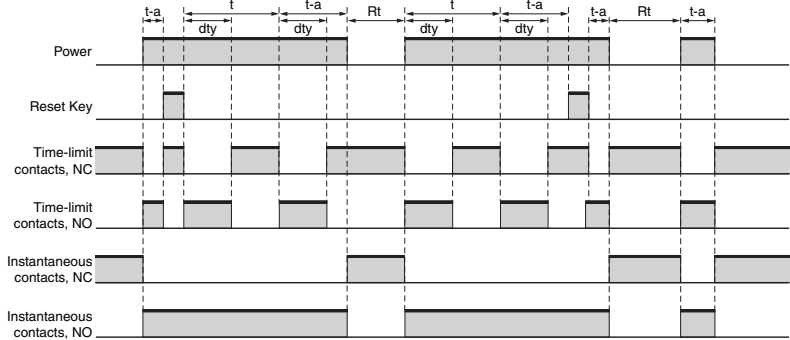 t-a t t-a Rt t t-a t-a Rt t-a
dty dty dty dty
Power
Reset Key
Time-limit
contacts, NC
Time-limit
contacts, NO
Instantaneous
contacts, NC
Instantaneous
contacts, NO